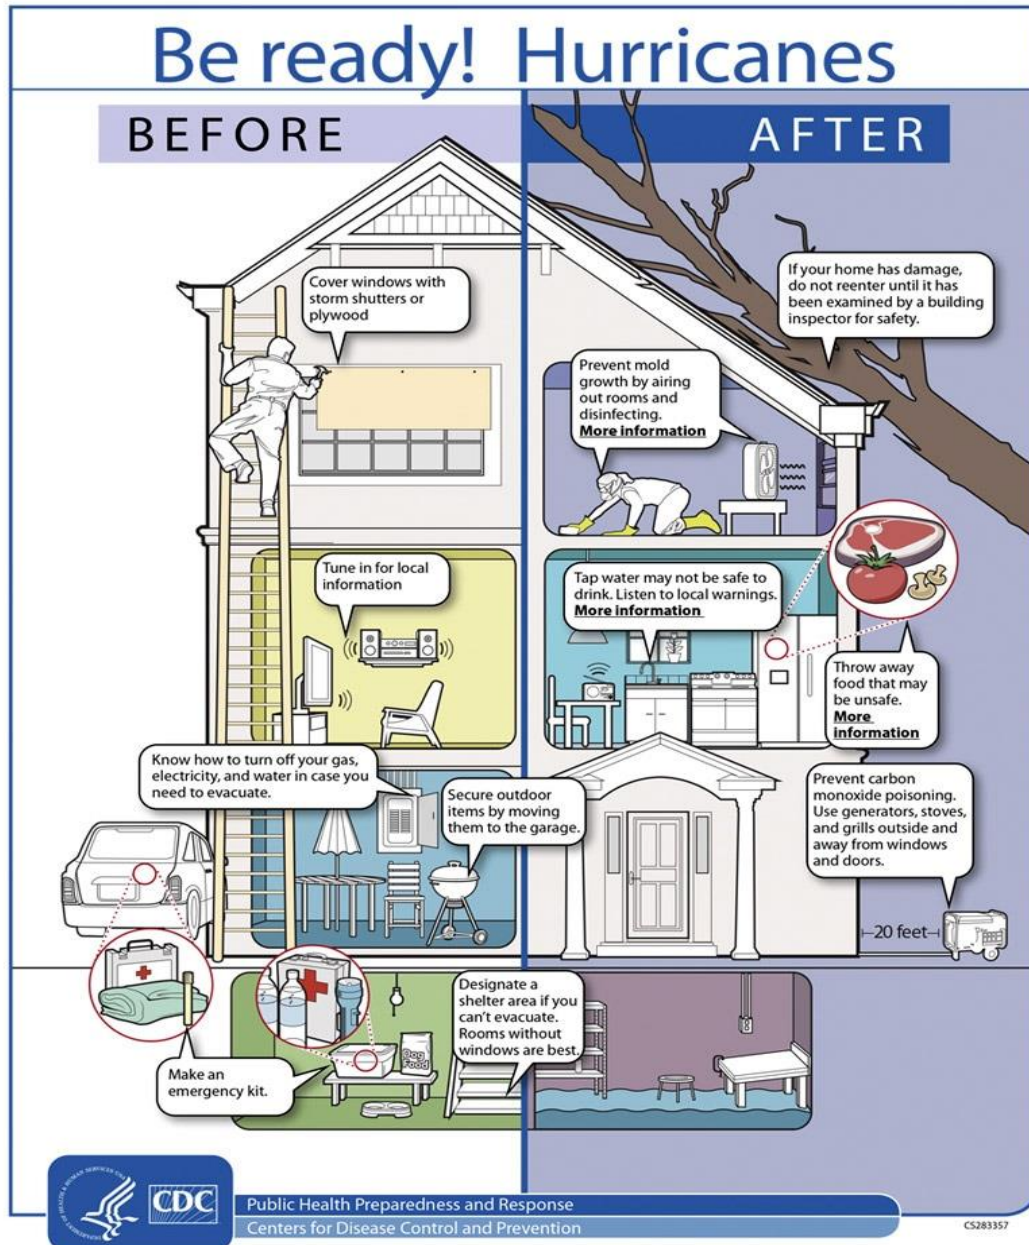 Be ready! Hurricanes
BEFORE
AFTER
Cover windows with
storm shutters or
plywood
If your home has damage,
do not reenter until it has
been examined by a building
inspector for safety.
Prevent mold
growth by airing
out rooms and
disinfecting.
More information
Tune in for local
information
Tap water may not be safe to
drink. Listen to local warnings.
More information
Throw away
food that may
be unsafe.
More
information
Know how to turn off your gas,
electricity, and water in case you
need to evacuate.
Secure outdoor
items by moving
them to the garage.
Prevent carbon
monoxide poisoning.
Use generators, stoves,
and grills outside and
away from windows
and doors.
20 feet
Designate a
shelter area if you
can't evacuate.
Rooms without
windows are best.
Dog
Food
Make an
emergency kit.
DEPARTMENT OF HEALTH & HUMAN SERVICES·USA
CDC
Public Health Preparedness and Response
Centers for Disease Control and Prevention
CS283357